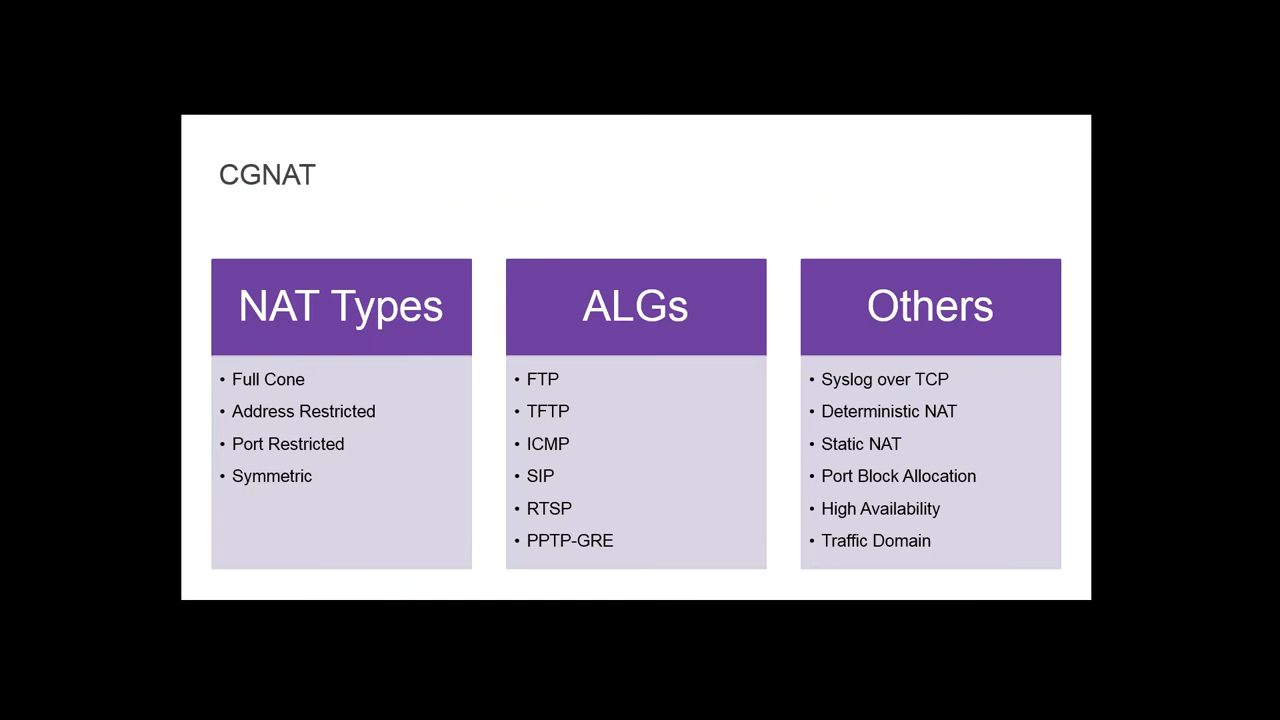 CGNAT
NAT Types
• Full Cone
• Address Restricted
• Port Restricted
• Symmetric
ALGs
• FTP
• TFTP
• ICMP
• SIP
• RTSP
• PPTP-GRE
Others
• Syslog over TCP
• Deterministic NAT
• Static NAT
• Port Block Allocation
• High Availability
• Traffic Domain